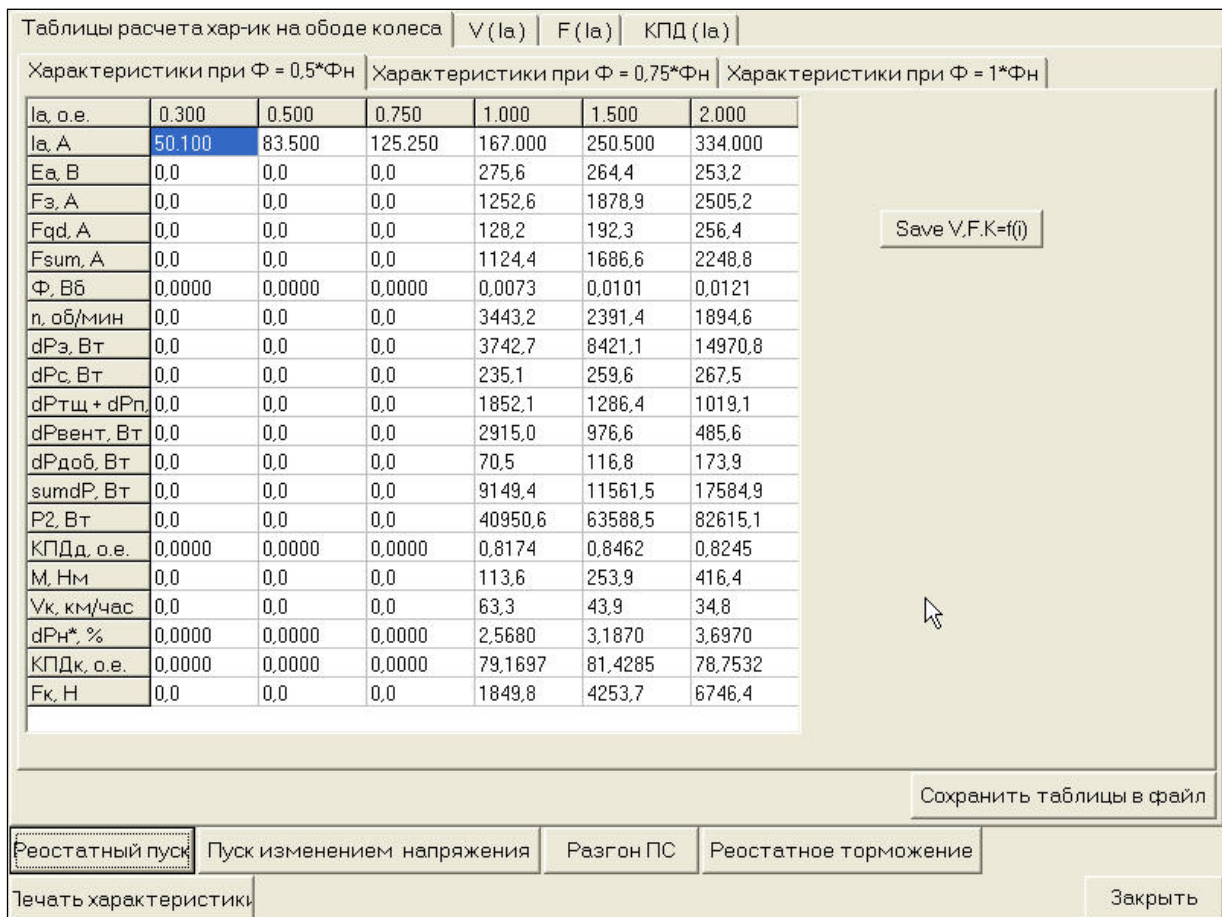 Таблицы расчета хар-ик на ободе колеса V (Ia) F (Ia) КПД (Ia)
Характеристики при Ф = 0,5*Фн Характеристики при Ф = 0,75*Фн Характеристики при Ф = 1*Фн
Ia, о.е. 0.300 0.500 0.750 1.000 1.500 2.000
Ia, А 50.100 83.500 125.250 167.000 250.500 334.000
Ea, В 0,0 0,0 0,0 275,6 264,4 253,2
Fз, А 0,0 0,0 0,0 1252,6 1878,9 2505,2
Fqd, А 0,0 0,0 0,0 128,2 192,3 256,4
Save V,F.K=f(i)
Fsum, А 0,0 0,0 0,0 1124,4 1686,6 2248,8
Ф, Вб 0,0000 0,0000 0,0000 0,0073 0,0101 0,0121
n, об/мин 0,0 0,0 0,0 3443,2 2391,4 1894,6
dPэ, Вт 0,0 0,0 0,0 3742,7 8421,1 14970,8
dPс, Вт 0,0 0,0 0,0 235,1 259,6 267,5
dPтщ + dPп, 0,0 0,0 0,0 1852,1 1286,4 1019,1
dPвент, Вт 0,0 0,0 0,0 2915,0 976,6 485,6
dPдоб, Вт 0,0 0,0 0,0 70,5 116,8 173,9
sumdP, Вт 0,0 0,0 0,0 9149,4 11561,5 17584,9
P2, Вт 0,0 0,0 0,0 40950,6 63588,5 82615,1
КПДд, о.е. 0,0000 0,0000 0,0000 0,8174 0,8462 0,8245
М, Нм 0,0 0,0 0,0 113,6 253,9 416,4
Vк, км/час 0,0 0,0 0,0 63,3 43,9 34,8
dPн*, % 0,0000 0,0000 0,0000 2,5680 3,1870 3,6970
КПДк, о.е. 0,0000 0,0000 0,0000 79,1697 81,4285 78,7532
Fк, Н 0,0 0,0 0,0 1849,8 4253,7 6746,4
Сохранить таблицы в файл
Реостатный пуск Пуск изменением напряжения Разгон ПС Реостатное торможение
Печать характеристики Закрыть